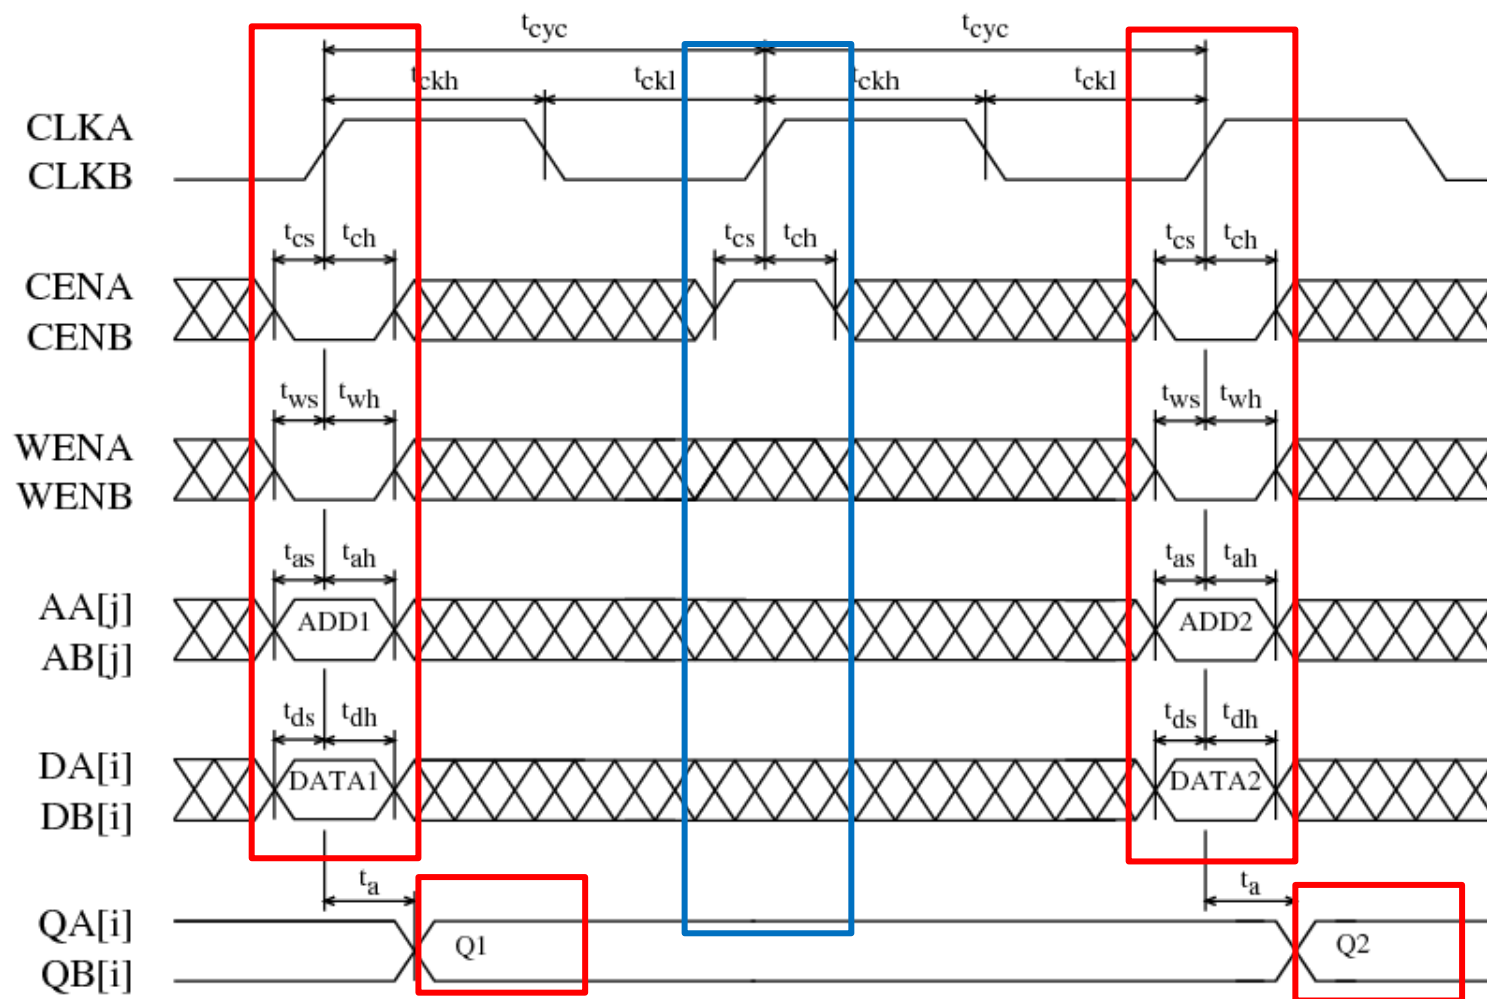 tcyc tcyc
tckh tckl tckh tckl
CLKA
CLKB
tcs tch tcs tch tcs tch
CENA
CENB
tws twh tws twh
WENA
WENB
tas tah tas tah
AA[j] ADD1 ADD2
AB[j]
tds tdh tds tdh
DA[i] DATA1 DATA2
DB[i]
ta ta
QA[i] Q1 Q2
QB[i]